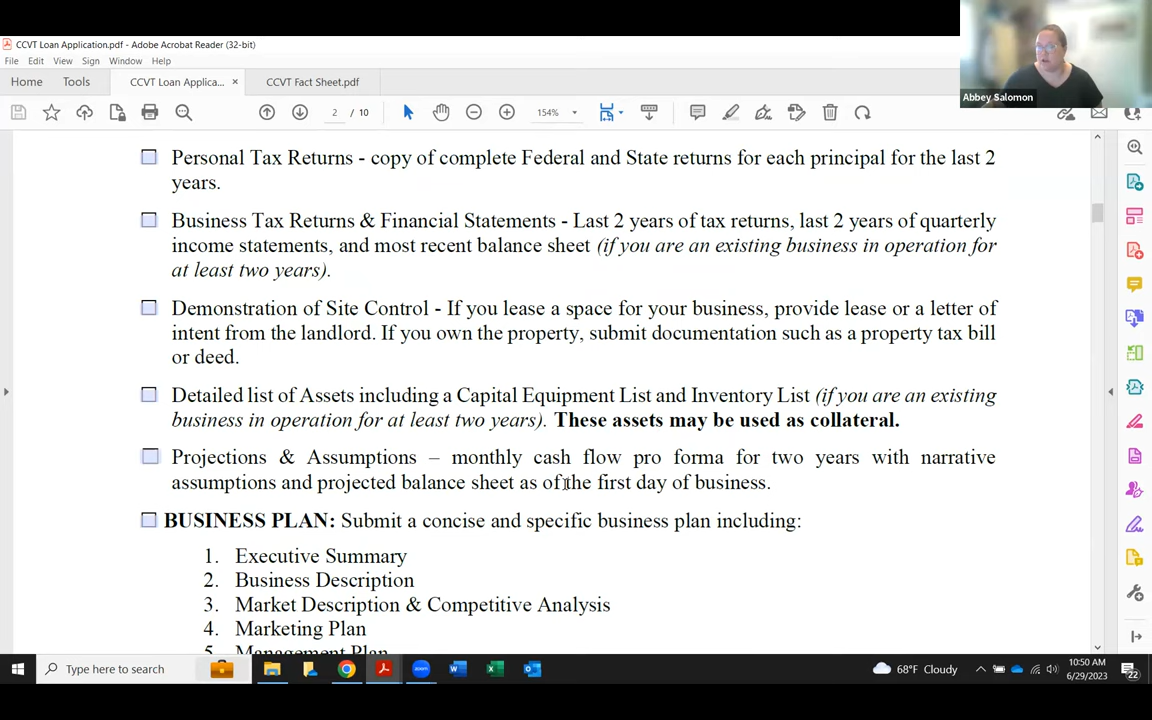 CCVT Loan Application.pdf - Adobe Acrobat Reader (32-bit)
File Edit View Sign Window Help
Home Tools CCVT Loan Applica... × CCVT Fact Sheet.pdf
2 / 10 154%
Abbey Salomon
Personal Tax Returns - copy of complete Federal and State returns for each principal for the last 2
years.
Business Tax Returns & Financial Statements - Last 2 years of tax returns, last 2 years of quarterly
income statements, and most recent balance sheet (if you are an existing business in operation for
at least two years).
Demonstration of Site Control - If you lease a space for your business, provide lease or a letter of
intent from the landlord. If you own the property, submit documentation such as a property tax bill
or deed.
Detailed list of Assets including a Capital Equipment List and Inventory List (if you are an existing
business in operation for at least two years). These assets may be used as collateral.
Projections & Assumptions – monthly cash flow pro forma for two years with narrative
assumptions and projected balance sheet as of the first day of business.
BUSINESS PLAN: Submit a concise and specific business plan including:
1. Executive Summary
2. Business Description
3. Market Description & Competitive Analysis
4. Marketing Plan
5. Management Plan
Type here to search
68°F Cloudy
10:50 AM
6/29/2023
22